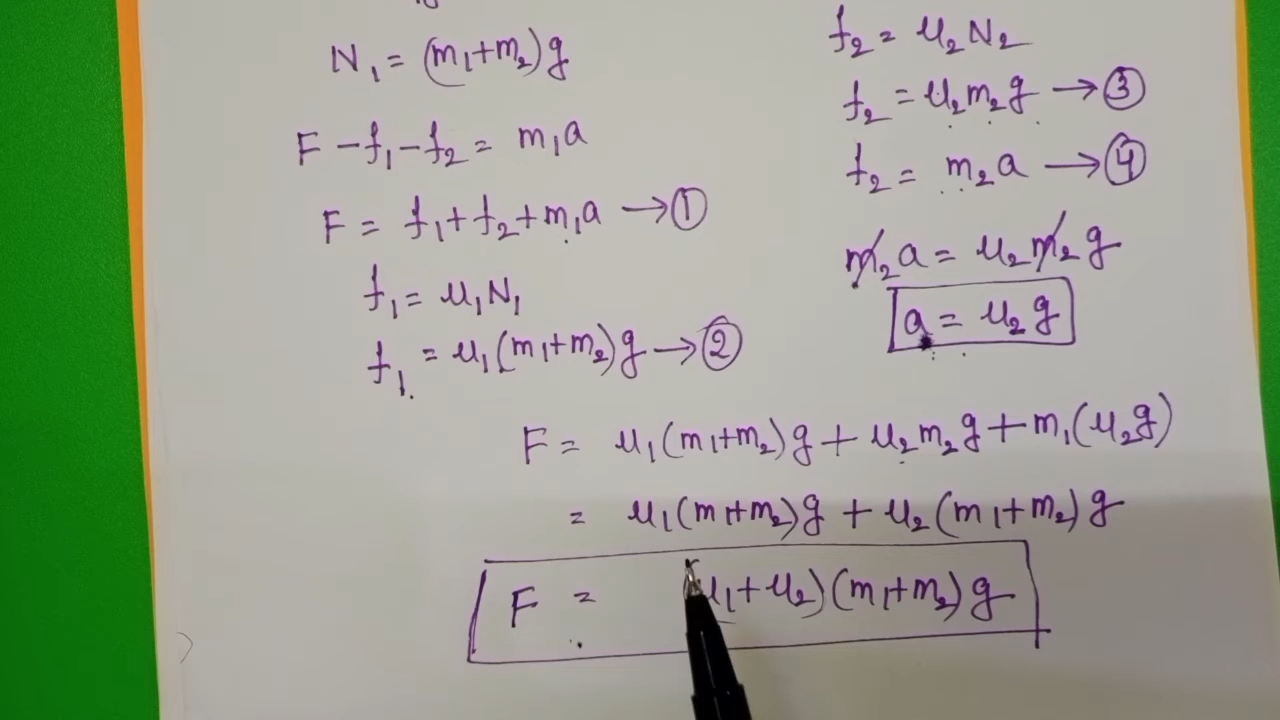 N₁ = (m₁+m₂)g
F - f₁ - f₂ = m₁a
F = f₁ + f₂ + m₁a → ①
f₁ = μ₁N₁
f₁ = μ₁(m₁+m₂)g → ②
f₂ = μ₂N₂
f₂ = μ₂m₂g → ③
f₂ = m₂a → ④
m₂a = μ₂m₂g
a = μ₂g
F = μ₁(m₁+m₂)g + μ₂m₂g + m₁(μ₂g)
= μ₁(m₁+m₂)g + μ₂(m₁+m₂)g
F = (μ₁+μ₂)(m₁+m₂)g